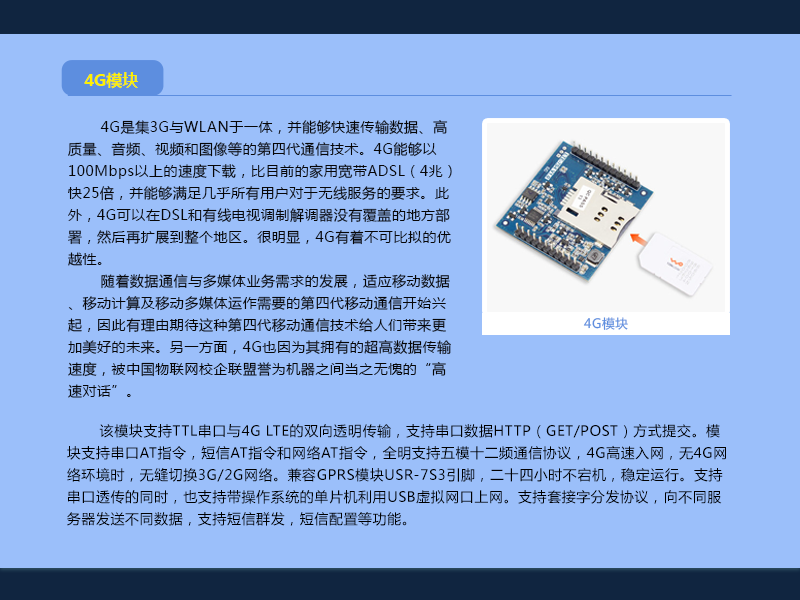 4G模块
4G是集3G与WLAN于一体，并能够快速传输数据、高
质量、音频、视频和图像等的第四代通信技术。4G能够以
100Mbps以上的速度下载，比目前的家用宽带ADSL（4兆）
快25倍，并能够满足几乎所有用户对于无线服务的要求。此
外，4G可以在DSL和有线电视调制解调器没有覆盖的地方部
署，然后再扩展到整个地区。很明显，4G有着不可比拟的优
越性。
随着数据通信与多媒体业务需求的发展，适应移动数据
、移动计算及移动多媒体运作需要的第四代移动通信开始兴
起，因此有理由期待这种第四代移动通信技术给人们带来更
加美好的未来。另一方面，4G也因为其拥有的超高数据传输
速度，被中国物联网校企联盟誉为机器之间当之无愧的“高
速对话”。
4G模块
该模块支持TTL串口与4G LTE的双向透明传输，支持串口数据HTTP（GET/POST）方式提交。模
块支持串口AT指令，短信AT指令和网络AT指令，全明支持五模十二频通信协议，4G高速入网，无4G网
络环境时，无缝切换3G/2G网络。兼容GPRS模块USR-7S3引脚，二十四小时不宕机，稳定运行。支持
串口透传的同时，也支持带操作系统的单片机利用USB虚拟网口上网。支持套接字分发协议，向不同服
务器发送不同数据，支持短信群发，短信配置等功能。